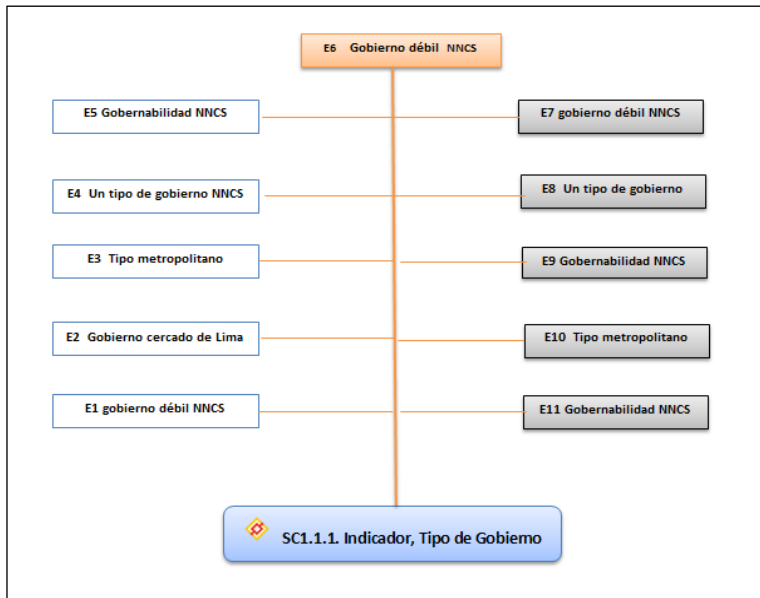 E6 Gobierno débil NNCS
E5 Gobernabilidad NNCS
E7 gobierno débil NNCS
E4 Un tipo de gobierno NNCS
E8 Un tipo de gobierno
E3 Tipo metropolitano
E9 Gobernabilidad NNCS
E2 Gobierno cercado de Lima
E10 Tipo metropolitano
E1 gobierno débil NNCS
E11 Gobernabilidad NNCS
SC1.1.1. Indicador, Tipo de Gobierno